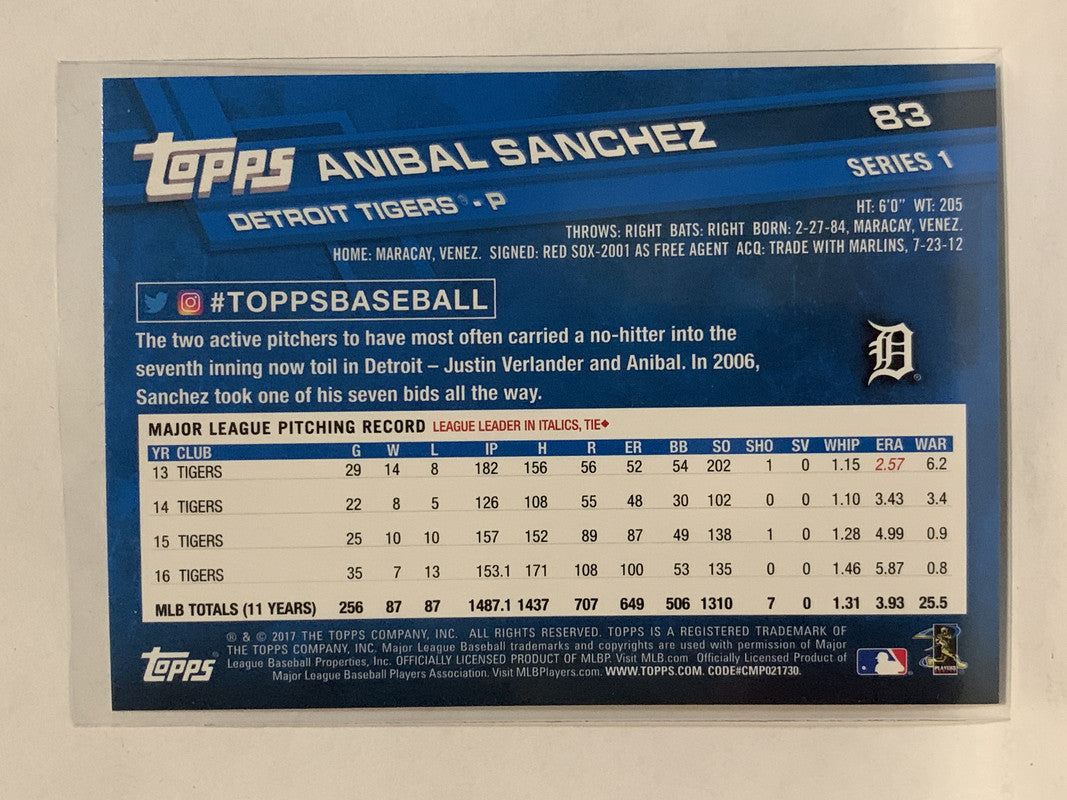 TOPPS ANIBAL SANCHEZ 83
DETROIT TIGERS® - P SERIES 1
HT: 6'0" WT: 205
THROWS: RIGHT BATS: RIGHT BORN: 2-27-84, MARACAY, VENEZ.
HOME: MARACAY, VENEZ. SIGNED: RED SOX-2001 AS FREE AGENT ACQ: TRADE WITH MARLINS, 7-23-12
#TOPPSBASEBALL
The two active pitchers to have most often carried a no-hitter into the
seventh inning now toil in Detroit – Justin Verlander and Anibal. In 2006,
Sanchez took one of his seven bids all the way.
D
MAJOR LEAGUE PITCHING RECORD LEAGUE LEADER IN ITALICS, TIE◆
YR CLUB G W L IP H R ER BB SO SHO SV WHIP ERA WAR
13 TIGERS 29 14 8 182 156 56 52 54 202 1 0 1.15 2.57 6.2
14 TIGERS 22 8 5 126 108 55 48 30 102 0 0 1.10 3.43 3.4
15 TIGERS 25 10 10 157 152 89 87 49 138 1 0 1.28 4.99 0.9
16 TIGERS 35 7 13 153.1 171 108 100 53 135 0 0 1.46 5.87 0.8
MLB TOTALS (11 YEARS) 256 87 87 1487.1 1437 707 649 506 1310 7 0 1.31 3.93 25.5
® & © 2017 THE TOPPS COMPANY, INC. ALL RIGHTS RESERVED. TOPPS IS A REGISTERED TRADEMARK OF
THE TOPPS COMPANY, INC. Major League Baseball trademarks and copyrights are used with permission of Major
League Baseball Properties, Inc. OFFICIALLY LICENSED PRODUCT OF MLBP. Visit MLB.com. Officially Licensed Product of
Major League Baseball Players Association. Visit MLBPlayers.com. WWW.TOPPS.COM. CODE#CMP021730.
TOPPS®
PLAYERS